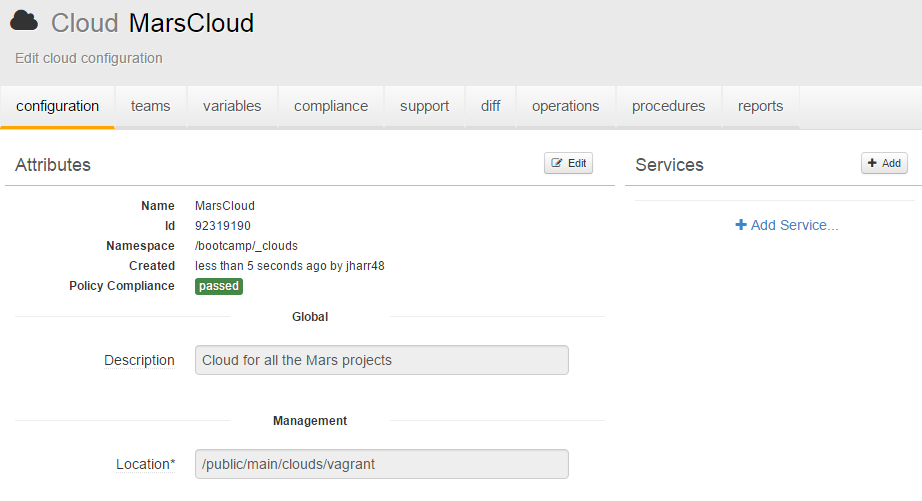 Cloud MarsCloud
Edit cloud configuration
configuration teams variables compliance support diff operations procedures reports
Attributes Edit
Services Add
Name MarsCloud
Id 92319190
Namespace /bootcamp/_clouds
Created less than 5 seconds ago by jharr48
Policy Compliance passed
Add Service...
Global
Description Cloud for all the Mars projects
Management
Location* /public/main/clouds/vagrant